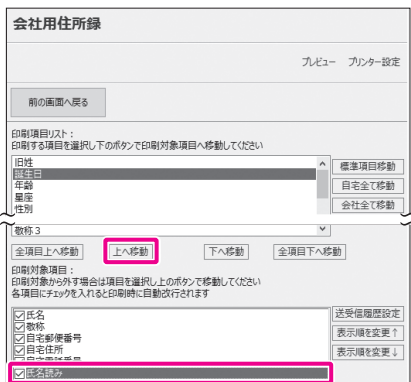 会社用住所録
プレビュー プリンター設定
前の画面へ戻る
印刷項目リスト：
印刷する項目を選択し下のボタンで印刷対象項目へ移動してください
旧姓
誕生日
年齢
星座
性別
標準項目移動
自宅全て移動
会社全て移動
敬称３
全項目上へ移動 上へ移動 下へ移動 全項目下へ移動
印刷対象項目：
印刷対象から外す場合は項目を選択し上のボタンで移動してください
各項目にチェックを入れると印刷時に自動改行されます
氏名
敬称
自宅郵便番号
自宅住所
自宅電話番号
氏名読み
送受信履歴設定
表示順を変更↑
表示順を変更↓